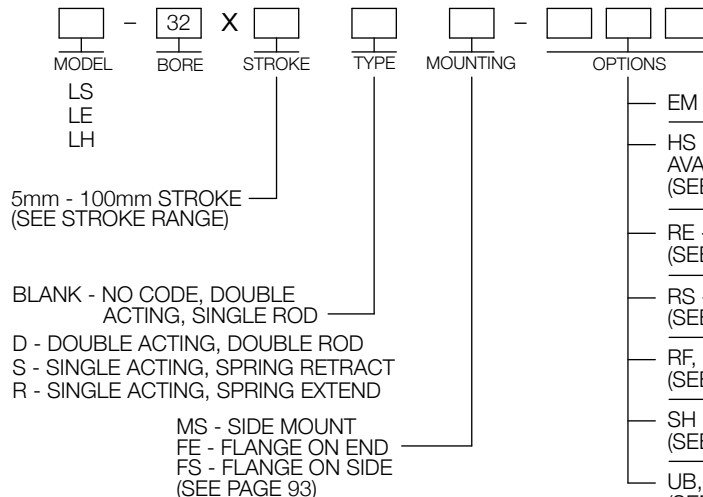 - 32 X -
MODEL BORE STROKE TYPE MOUNTING OPTIONS
LS
LE
LH
5mm - 100mm STROKE
(SEE STROKE RANGE)
BLANK - NO CODE, DOUBLE
ACTING, SINGLE ROD
D - DOUBLE ACTING, DOUBLE ROD
S - SINGLE ACTING, SPRING RETRACT
R - SINGLE ACTING, SPRING EXTEND
MS - SIDE MOUNT
FE - FLANGE ON END
FS - FLANGE ON SIDE
(SEE PAGE 93)
EM
HS
RE -
RS -
RF,
SH
UB,